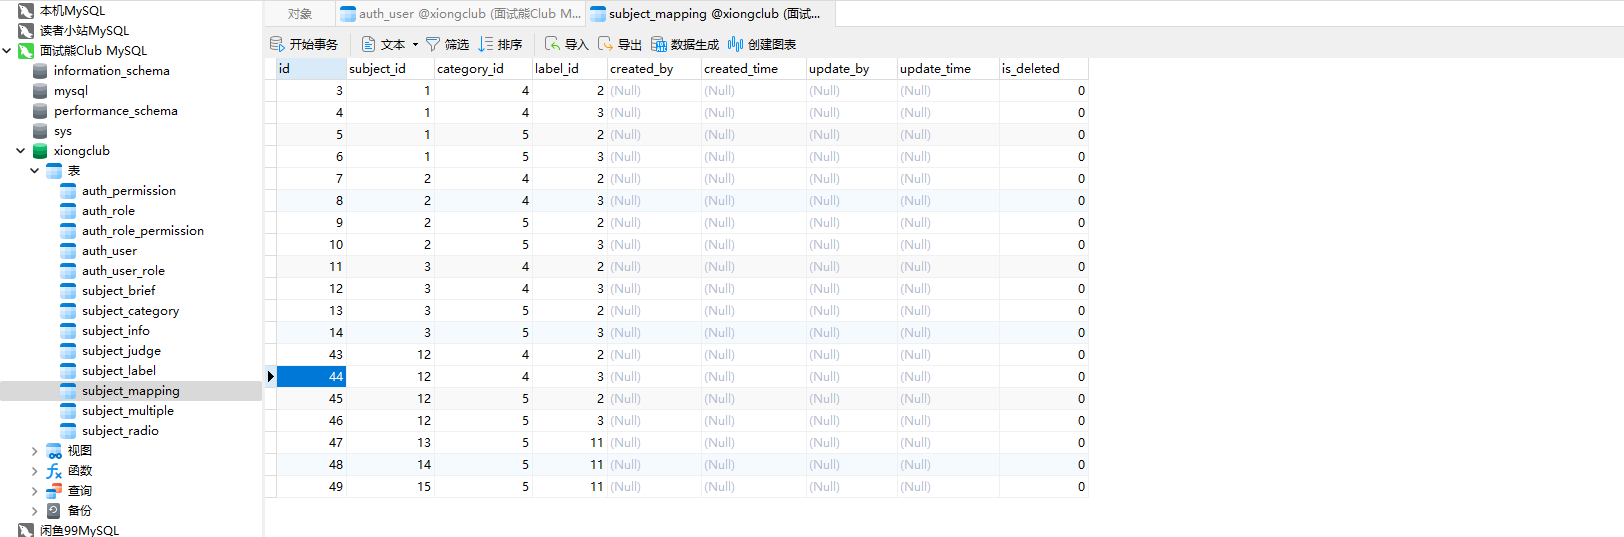 本机MySQL
读者小站MySQL
面试熊Club MySQL
information_schema
mysql
performance_schema
sys
xiongclub
表
auth_permission
auth_role
auth_role_permission
auth_user
auth_user_role
subject_brief
subject_category
subject_info
subject_judge
subject_label
subject_mapping
subject_multiple
subject_radio
视图
函数
查询
备份
闲鱼99MySQL
对象 auth_user @xiongclub (面试熊Club M... subject_mapping @xiongclub (面试...
开始事务 文本 筛选 排序 导入 导出 数据生成 创建图表
id subject_id category_id label_id created_by created_time update_by update_time is_deleted
3 1 4 2 (Null) (Null) (Null) (Null) 0
4 1 4 3 (Null) (Null) (Null) (Null) 0
5 1 5 2 (Null) (Null) (Null) (Null) 0
6 1 5 3 (Null) (Null) (Null) (Null) 0
7 2 4 2 (Null) (Null) (Null) (Null) 0
8 2 4 3 (Null) (Null) (Null) (Null) 0
9 2 5 2 (Null) (Null) (Null) (Null) 0
10 2 5 3 (Null) (Null) (Null) (Null) 0
11 3 4 2 (Null) (Null) (Null) (Null) 0
12 3 4 3 (Null) (Null) (Null) (Null) 0
13 3 5 2 (Null) (Null) (Null) (Null) 0
14 3 5 3 (Null) (Null) (Null) (Null) 0
43 12 4 2 (Null) (Null) (Null) (Null) 0
44 12 4 3 (Null) (Null) (Null) (Null) 0
45 12 5 2 (Null) (Null) (Null) (Null) 0
46 12 5 3 (Null) (Null) (Null) (Null) 0
47 13 5 11 (Null) (Null) (Null) (Null) 0
48 14 5 11 (Null) (Null) (Null) (Null) 0
49 15 5 11 (Null) (Null) (Null) (Null) 0